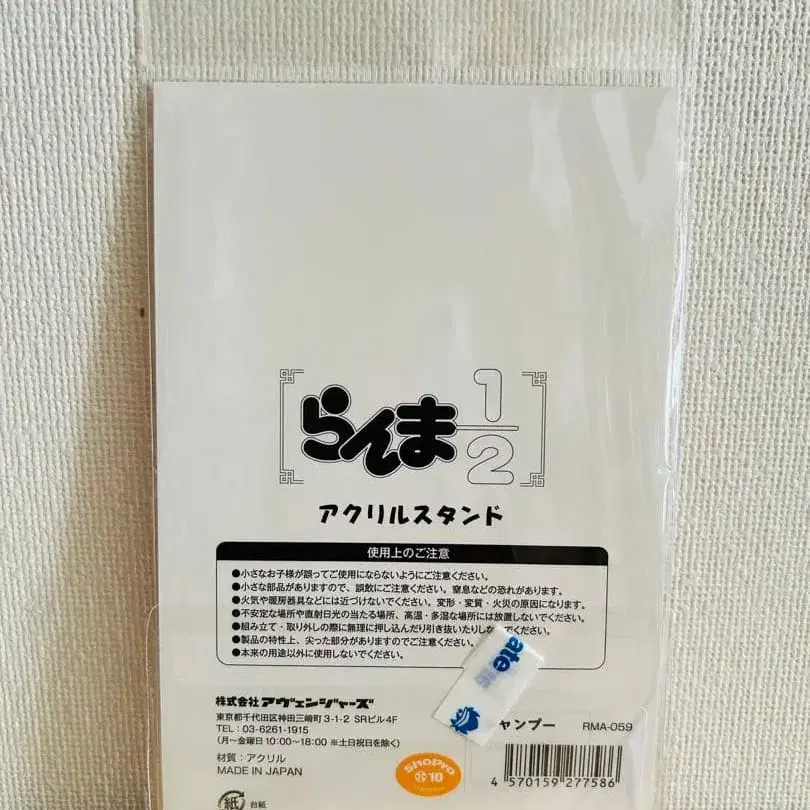 らんま1/2
アクリルスタンド
使用上のご注意
●小さなお子様が誤ってご使用にならないようにご注意ください。
●小さな部品がありますので、誤飲にご注意ください。窒息などの恐れがあります。
●火気や暖房器具などには近づけないでください。変形・変質・火災の原因になります。
●不安定な場所や直射日光の当たる場所、高温・多湿な場所には放置しないでください。
●組み立て・取り外しの際に無理に押し込んだり引き抜いたりしないでください。
●製品の特性上、尖った部分がありますのでご注意ください。
●本来の用途以外に使用しないでください。
ate
株式会社アヴェンジャーズ
東京都千代田区神田三崎町3-1-2 SRビル4F
TEL:03-6261-1915
(月~金曜日10:00~18:00 ※土日祝日を除く)
材質:アクリル
MADE IN JAPAN
ャンプー RMA-059
shopyo
10
4 570159 277586
紙 台紙